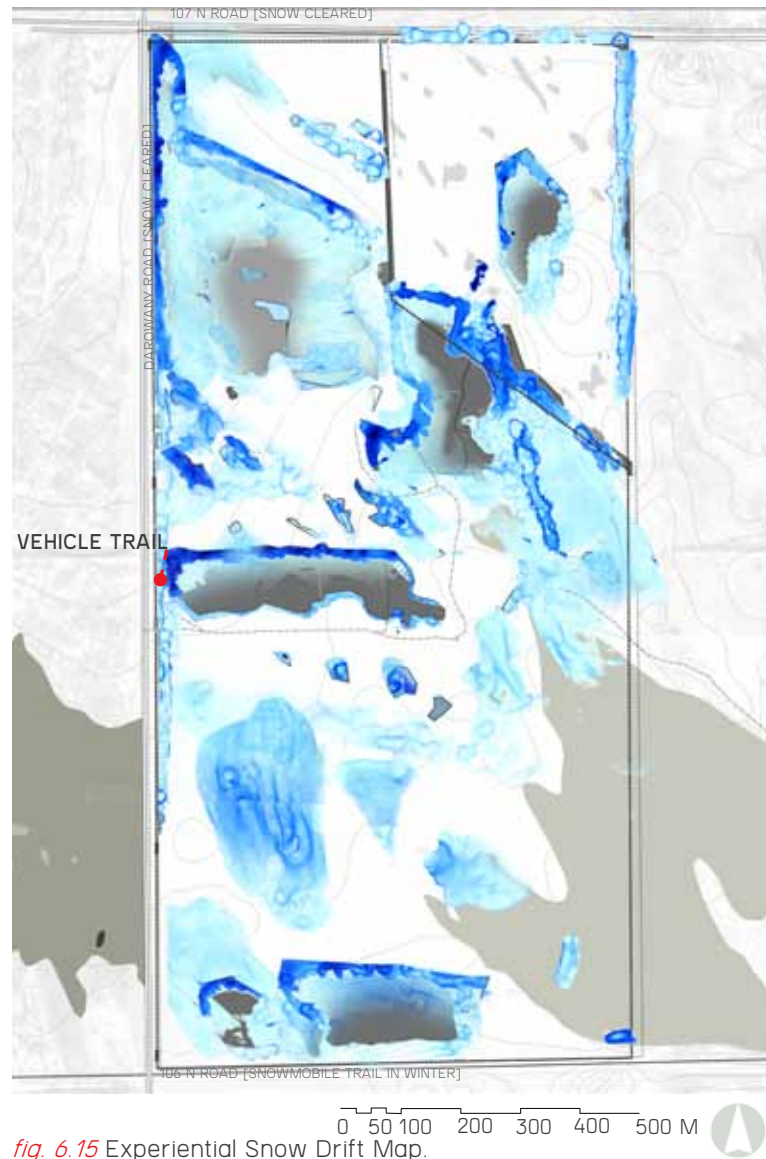 107 N ROAD [SNOW CLEARED]
DAROWANY ROAD [SNOW CLEARED]
VEHICLE TRAIL
106 N ROAD [SNOWMOBILE TRAIL IN WINTER]
0 50 100 200 300 400 500 M
fig. 6.15 Experiential Snow Drift Map.